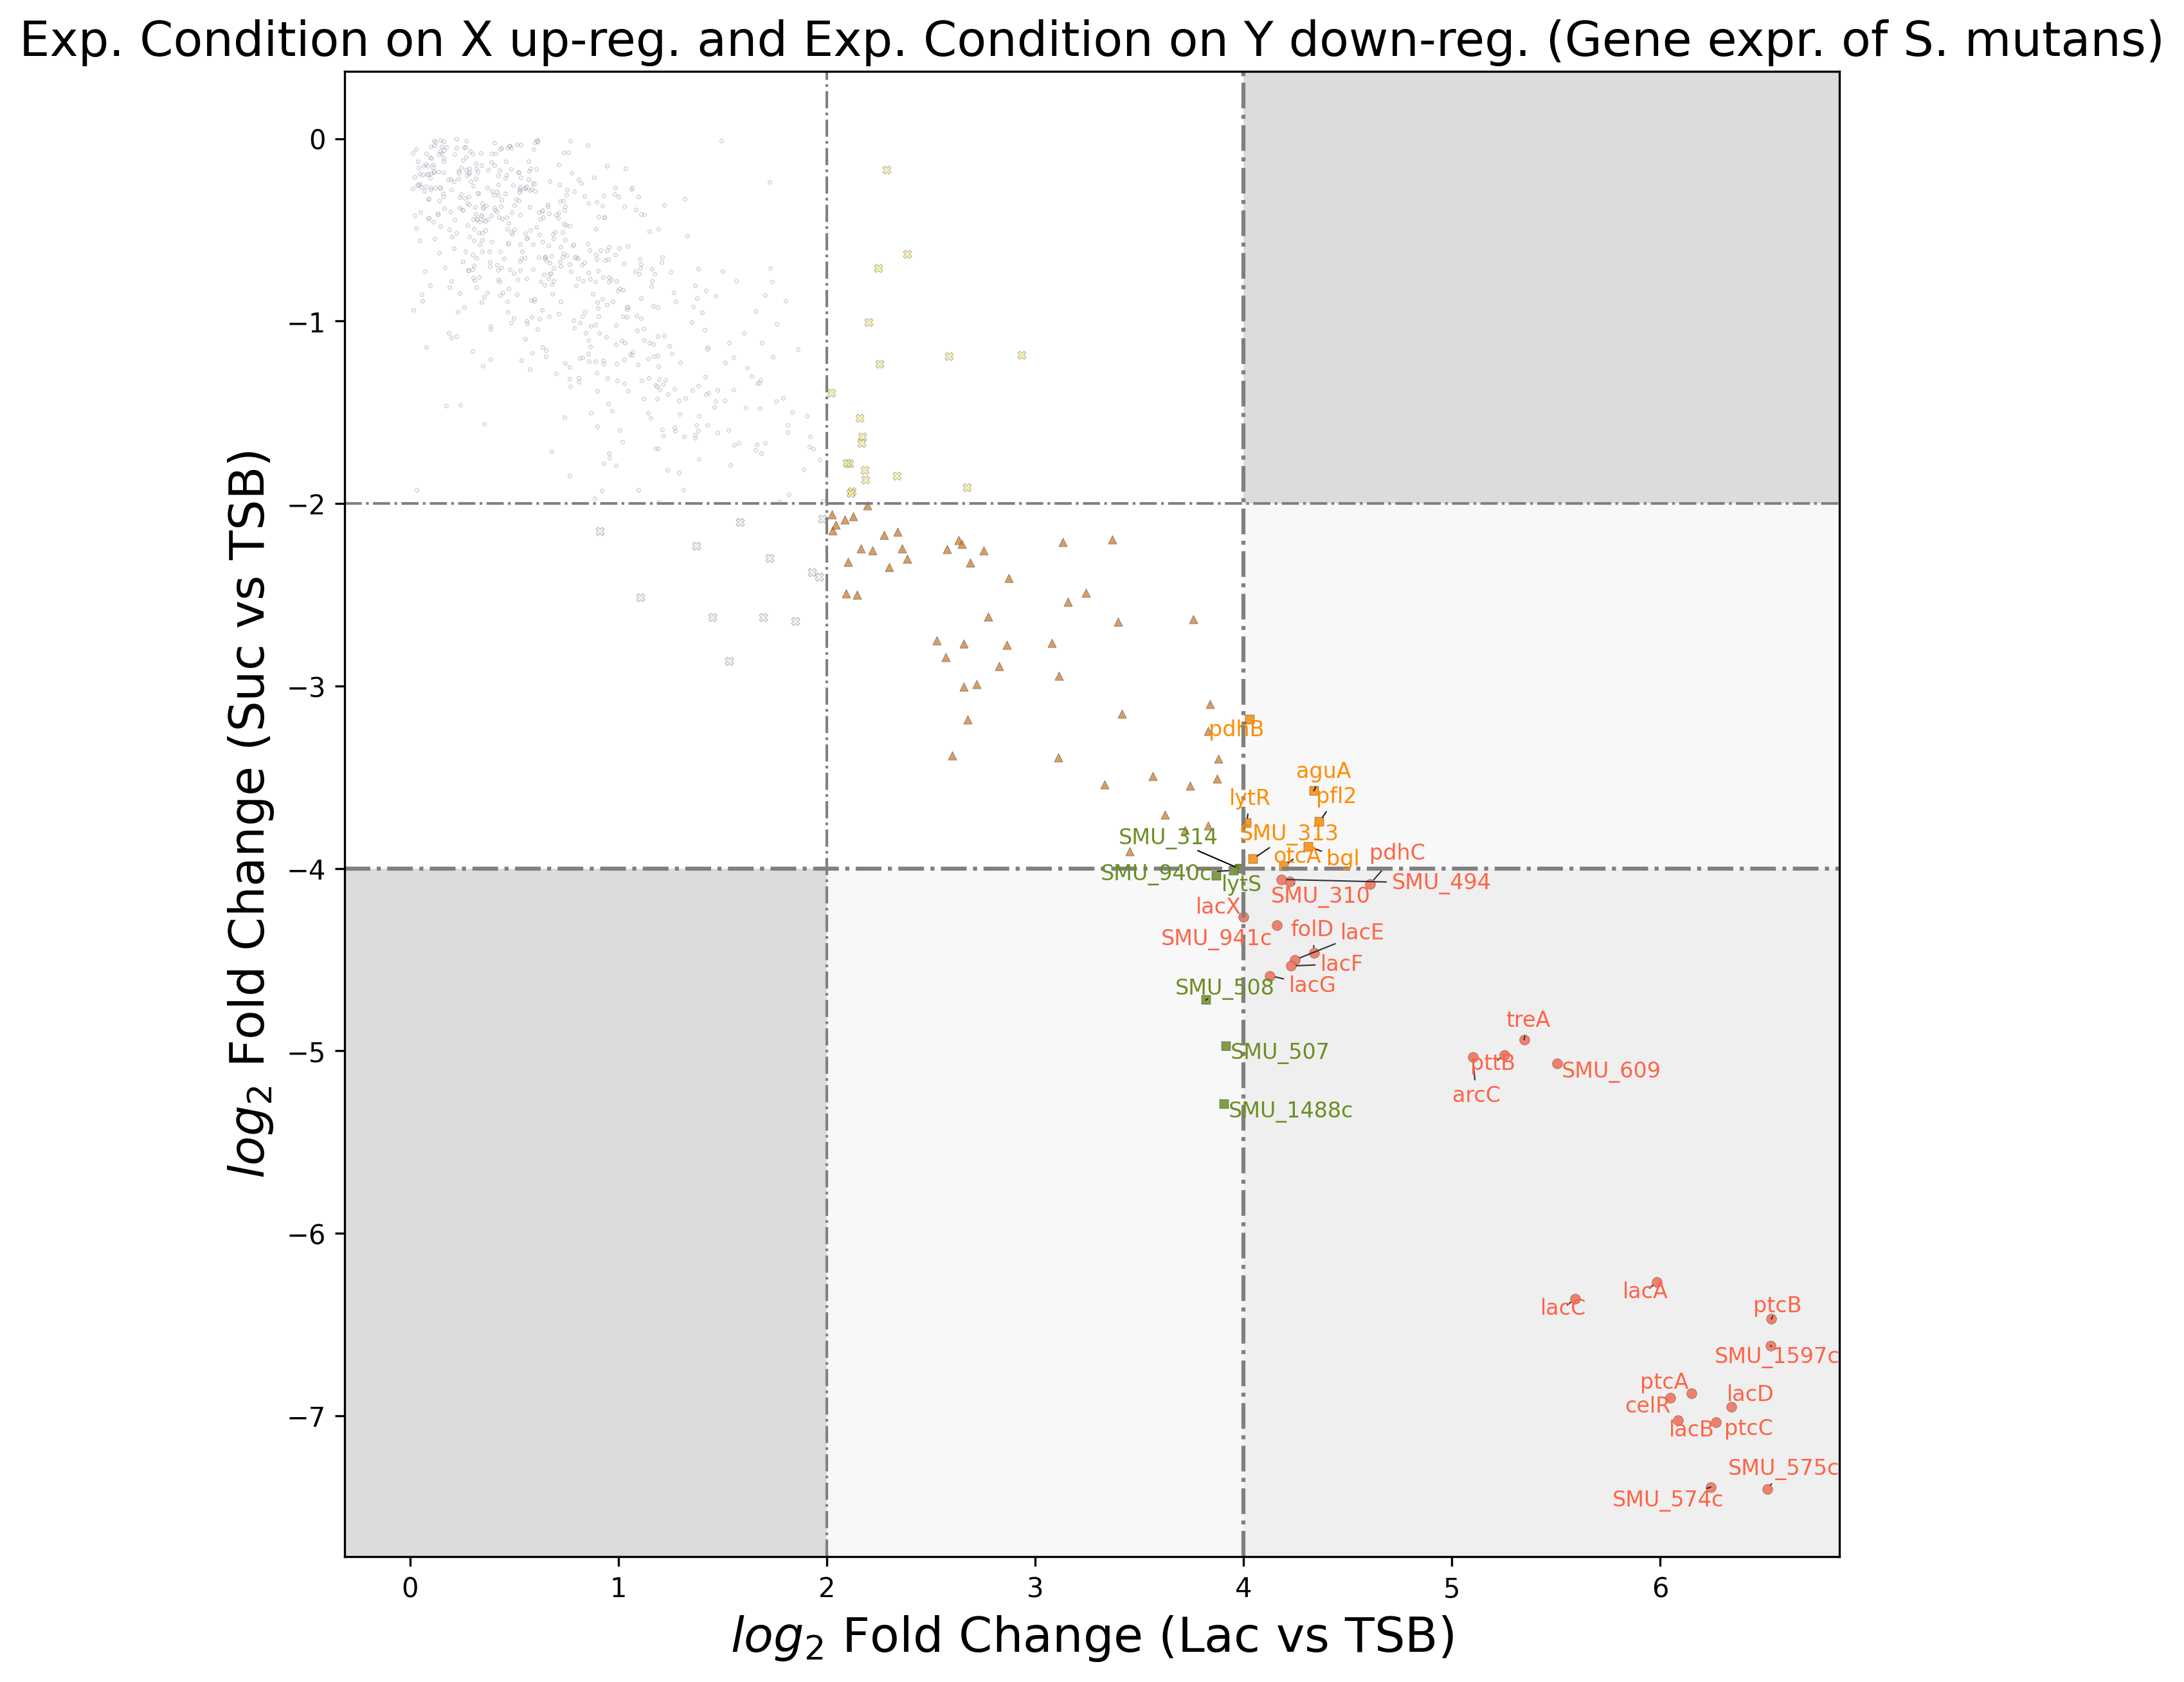 Exp. Condition on X up-reg. and Exp. Condition on Y down-reg. (Gene expr. of S. mutans)
log2 Fold Change (Suc vs TSB)
0
−1
−2
−3
−4
−5
−6
−7
pdhB
aguA
pfl2
lytR
SMU_313
SMU_314
otcA
bgl
pdhC
SMU_940c
lytS
SMU_494
SMU_310
lacX
SMU_941c
folD
lacE
lacF
lacG
SMU_508
treA
SMU_507
pttB
SMU_609
arcC
SMU_1488c
lacA
lacC
ptcB
SMU_1597c
ptcA
lacD
celR
lacB
ptcC
SMU_575c
SMU_574c
0 1 2 3 4 5 6
log2 Fold Change (Lac vs TSB)